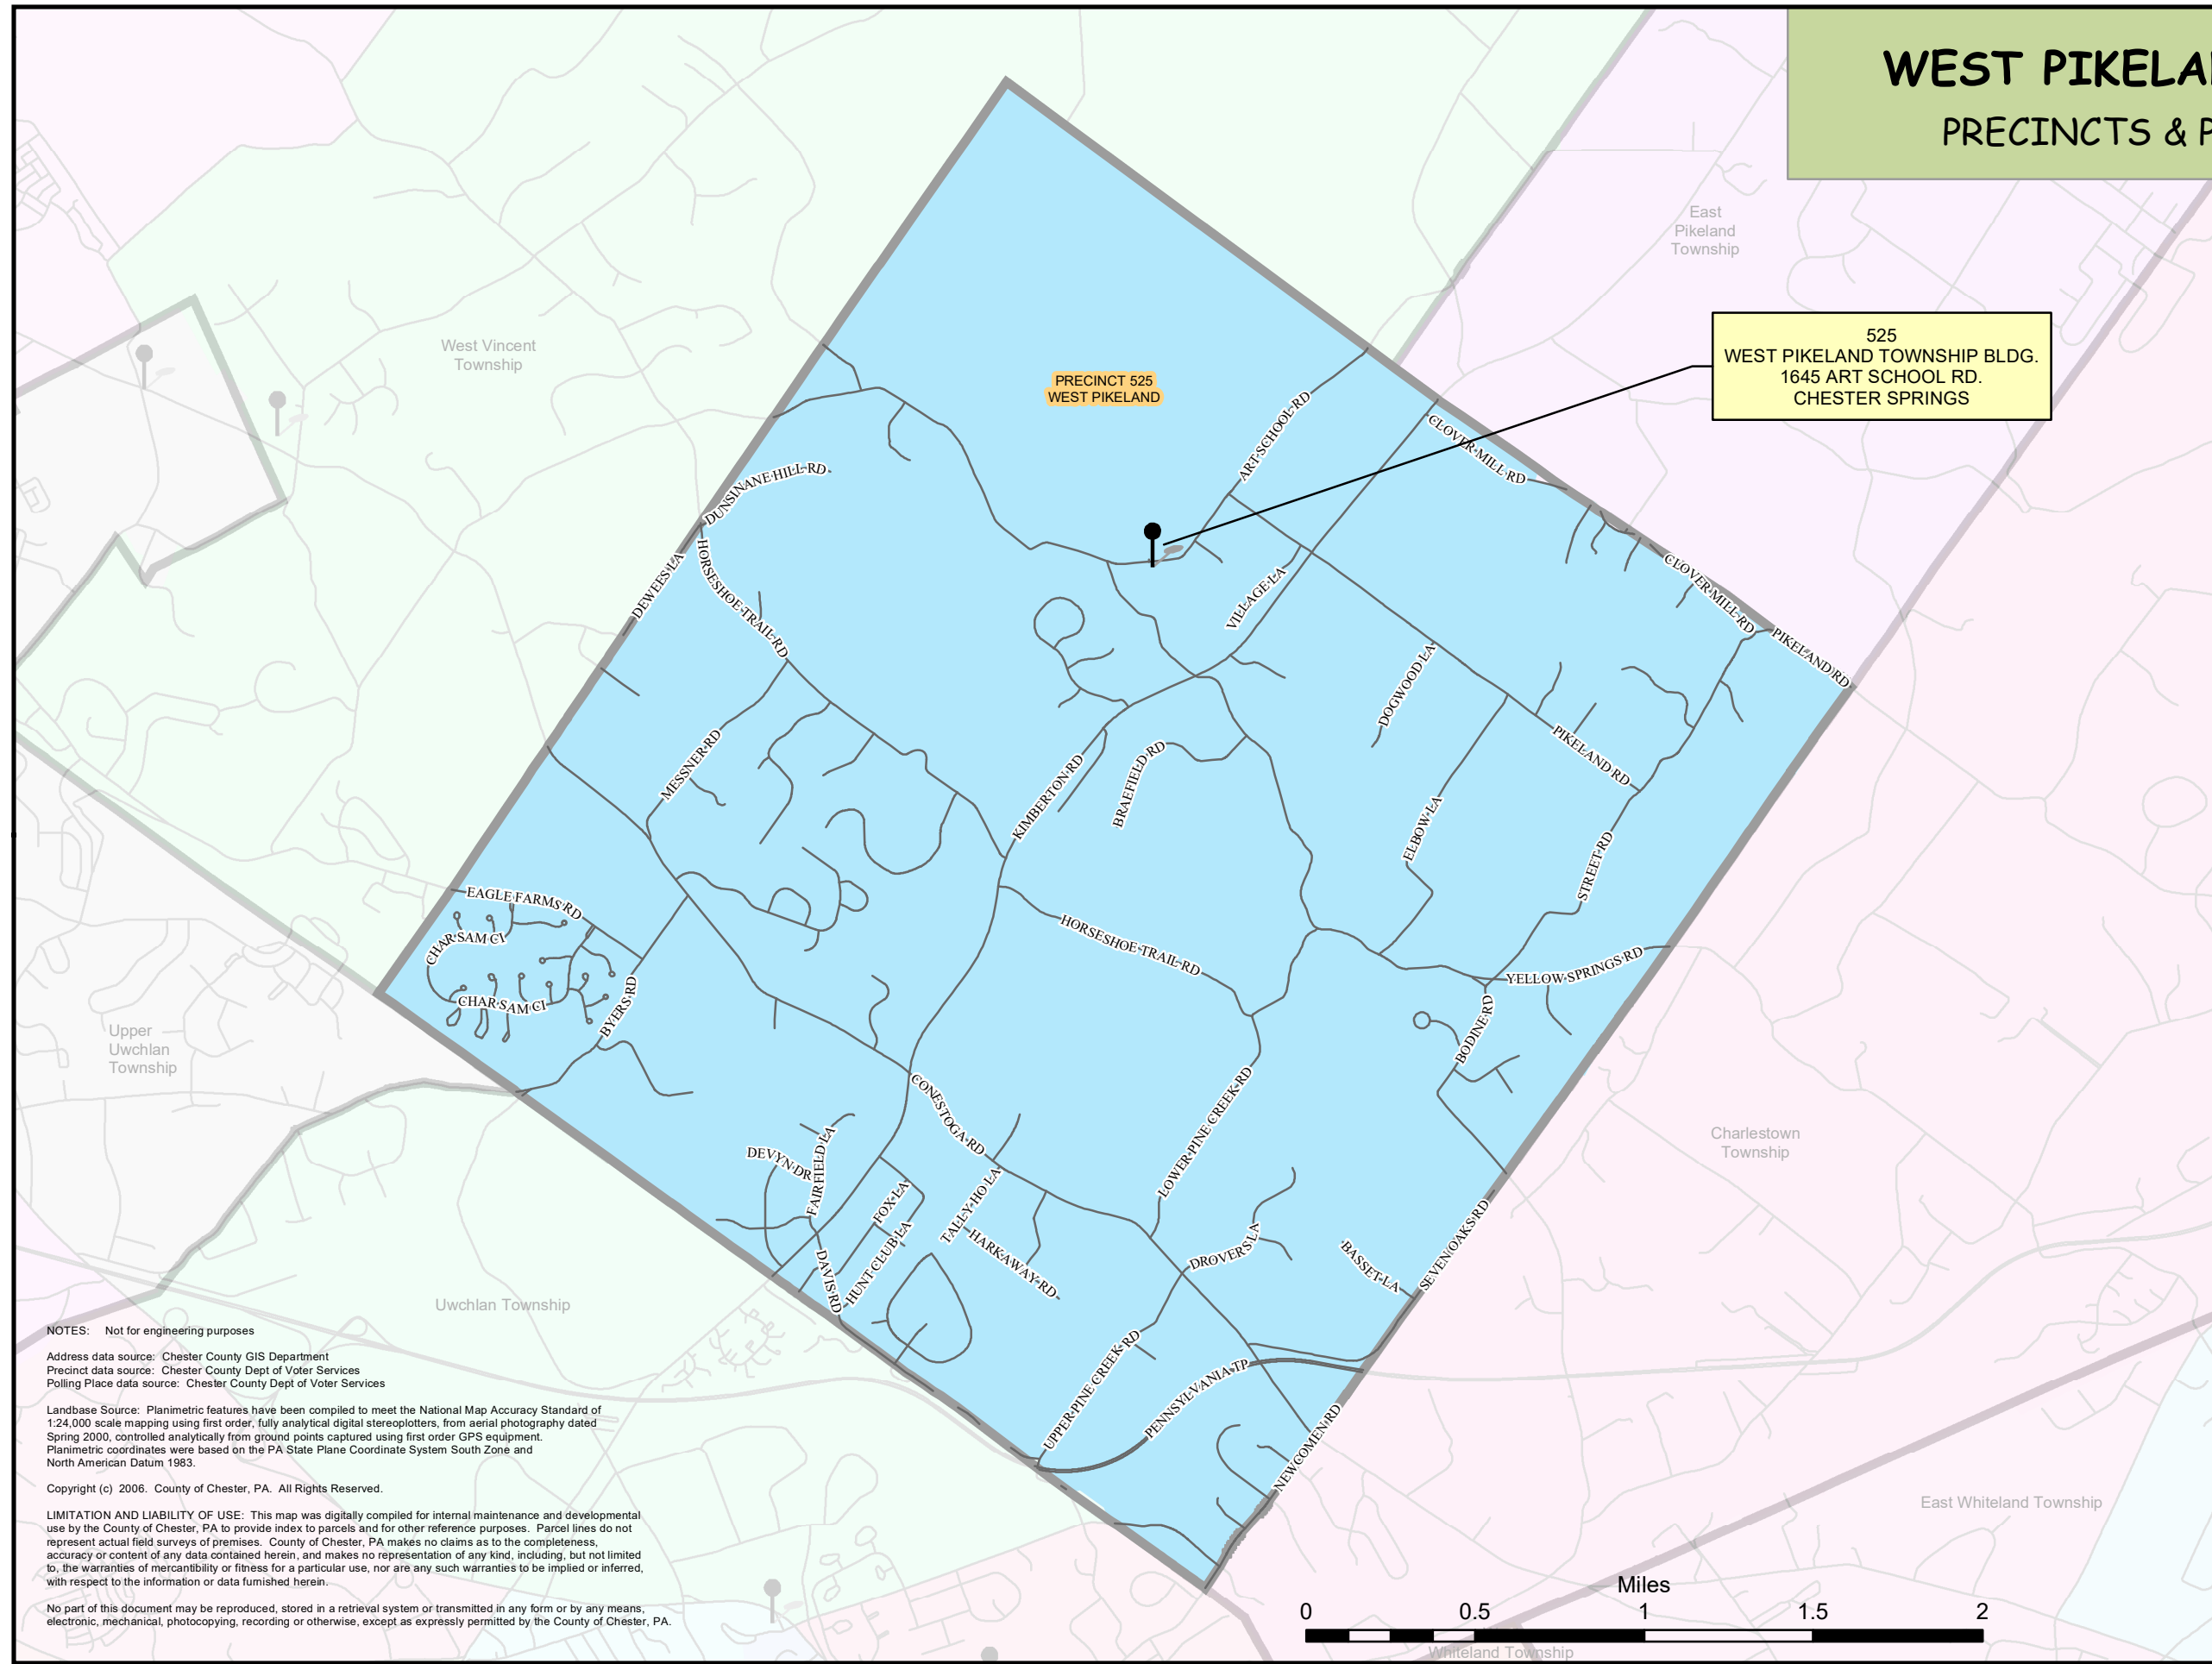 WEST PIKELA
PRECINCTS & P
East
Pikeland
Township
525
WEST PIKELAND TOWNSHIP BLDG.
1645 ART SCHOOL RD.
CHESTER SPRINGS
West Vincent
Township
PRECINCT 525
WEST PIKELAND
ART SCHOOL RD
CLOVER MILL RD
DUNSINANE HILL RD
HORSESHOE TRAIL RD
DEWEES LA
VILLAGE LA
CLOVER MILL RD
PIKELAND RD
DOGWOOD LA
MESSNER RD
KIMBERTON RD
BRAEFIELD RD
PIKELAND RD
ELBOW LA
STREET RD
EAGLE FARMS RD
CHAR SAM CI
HORSESHOE TRAIL RD
YELLOW SPRINGS RD
CHAR SAM CI
BYERS RD
BODINE RD
Upper
Uwchlan
Township
CONESTOGA RD
LOWER PINE CREEK RD
Charlestown
Township
DEVYN DR
FAIRFIELD LA
FOX LA
TALLY HO LA
HUNT CLUB LA
HARKAWAY RD
DAVIS RD
DROVERS LA
BASSET LA
SEVEN OAKS RD
Uwchlan Township
UPPER PINE CREEK RD
PENNSYLVANIA TP
NEWCOMEN RD
East Whiteland Township
NOTES: Not for engineering purposes
Address data source: Chester County GIS Department
Precinct data source: Chester County Dept of Voter Services
Polling Place data source: Chester County Dept of Voter Services
Landbase Source: Planimetric features have been compiled to meet the National Map Accuracy Standard of
1:24,000 scale mapping using first order, fully analytical digital stereoplotters, from aerial photography dated
Spring 2000, controlled analytically from ground points captured using first order GPS equipment.
Planimetric coordinates were based on the PA State Plane Coordinate System South Zone and
North American Datum 1983.
Copyright (c) 2006. County of Chester, PA. All Rights Reserved.
LIMITATION AND LIABILITY OF USE: This map was digitally compiled for internal maintenance and developmental
use by the County of Chester, PA to provide index to parcels and for other reference purposes. Parcel lines do not
represent actual field surveys of premises. County of Chester, PA makes no claims as to the completeness,
accuracy or content of any data contained herein, and makes no representation of any kind, including, but not limited
to, the warranties of mercantibility or fitness for a particular use, nor are any such warranties to be implied or inferred,
with respect to the information or data furnished herein.
No part of this document may be reproduced, stored in a retrieval system or transmitted in any form or by any means,
electronic, mechanical, photocopying, recording or otherwise, except as expressly permitted by the County of Chester, PA.
Miles
0 0.5 1 1.5 2
Whiteland Township